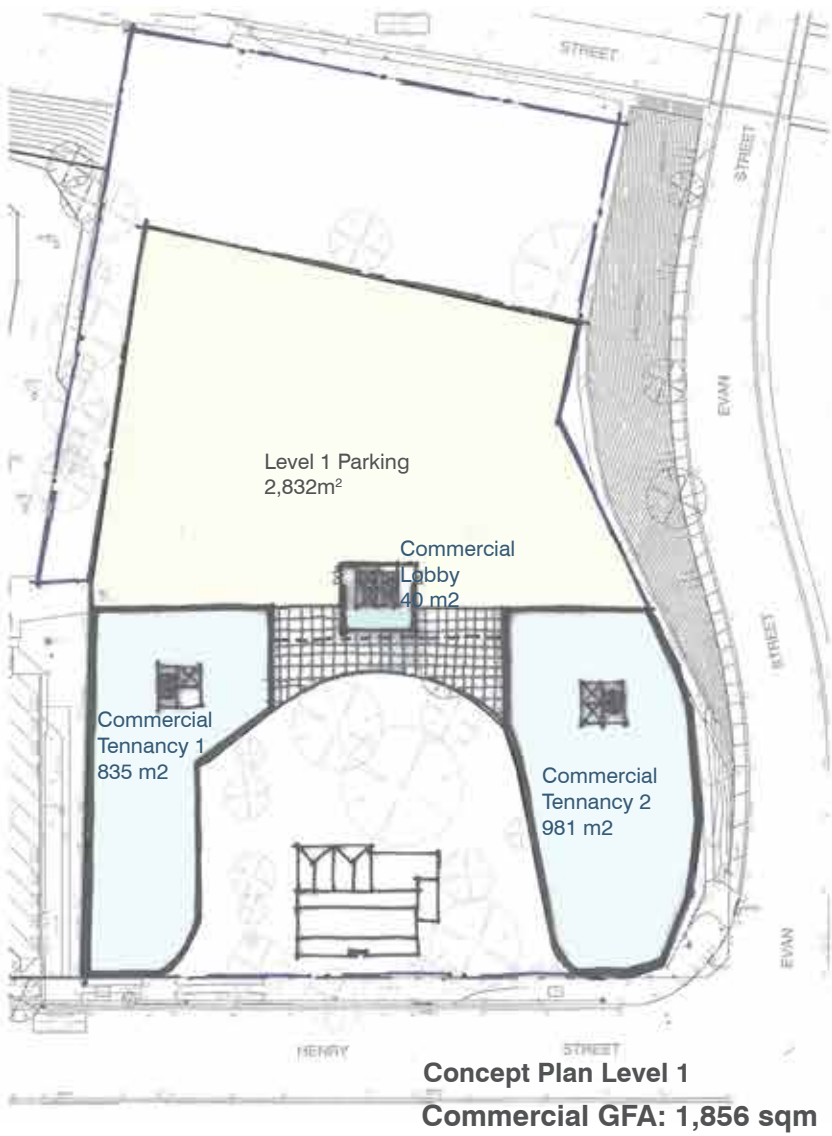 STREET
STREET
EVAN
Level 1 Parking
2,832m²
Commercial
Lobby
40 m2
STREET
Commercial
Tennancy 1
835 m2
Commercial
Tennancy 2
981 m2
EVAN
HENRY STREET
Concept Plan Level 1
Commercial GFA: 1,856 sqm